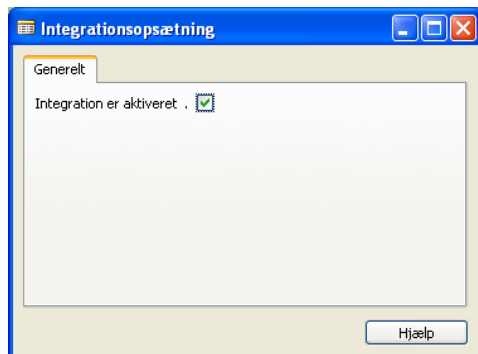 Integrationsopsætning
Generelt
Integration er aktiveret .
Hjælp